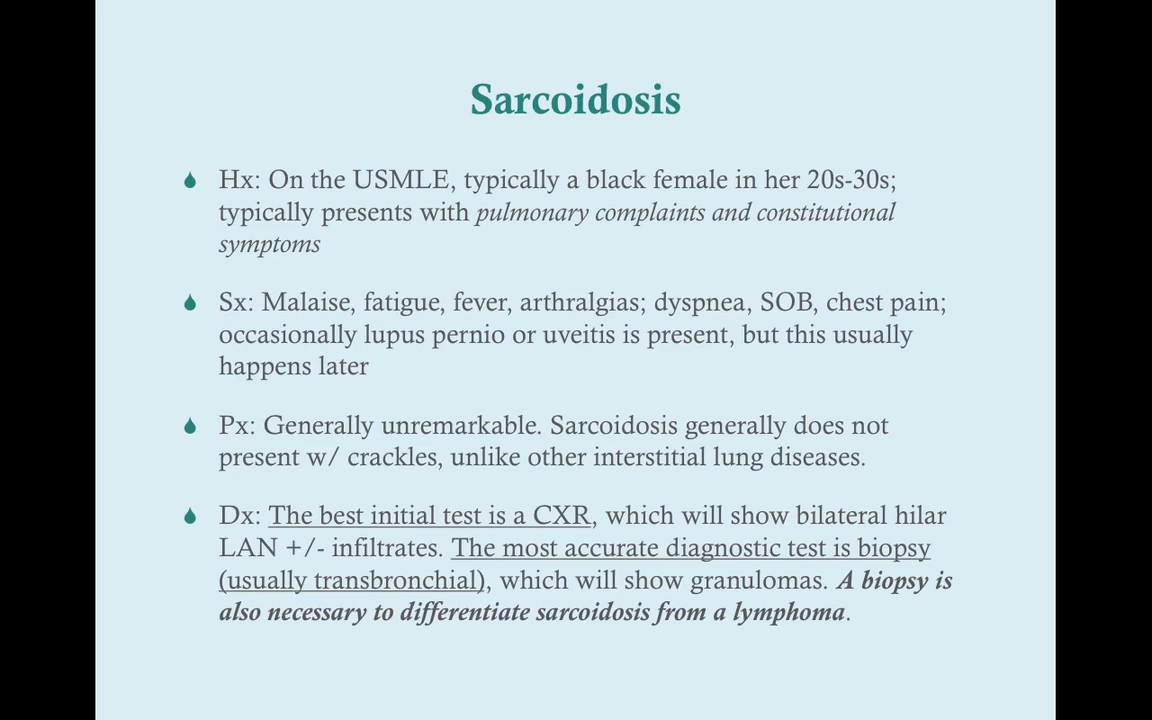 Sarcoidosis
Hx: On the USMLE, typically a black female in her 20s-30s;
typically presents with pulmonary complaints and constitutional
symptoms
Sx: Malaise, fatigue, fever, arthralgias; dyspnea, SOB, chest pain;
occasionally lupus pernio or uveitis is present, but this usually
happens later
Px: Generally unremarkable. Sarcoidosis generally does not
present w/ crackles, unlike other interstitial lung diseases.
Dx: The best initial test is a CXR, which will show bilateral hilar
LAN +/- infiltrates. The most accurate diagnostic test is biopsy
(usually transbronchial), which will show granulomas. A biopsy is
also necessary to differentiate sarcoidosis from a lymphoma.